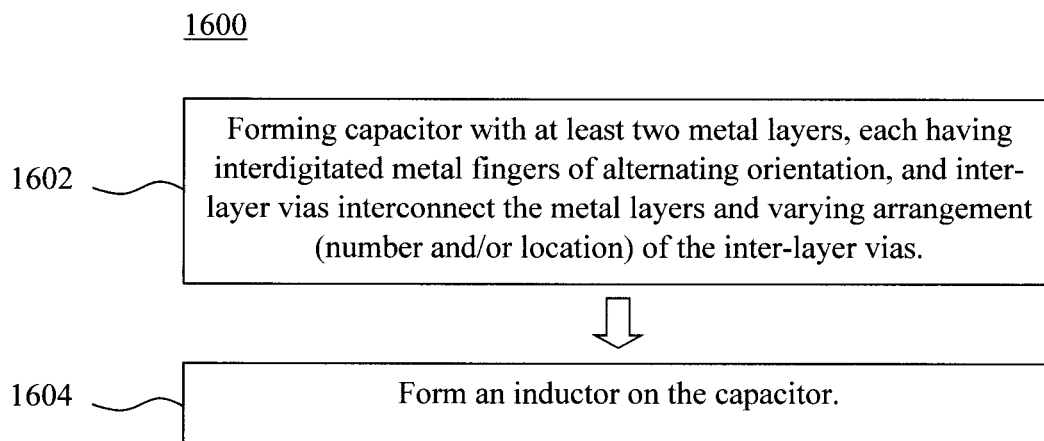 1600
1602
Forming capacitor with at least two metal layers, each having
interdigitated metal fingers of alternating orientation, and inter-
layer vias interconnect the metal layers and varying arrangement
(number and/or location) of the inter-layer vias.
1604
Form an inductor on the capacitor.